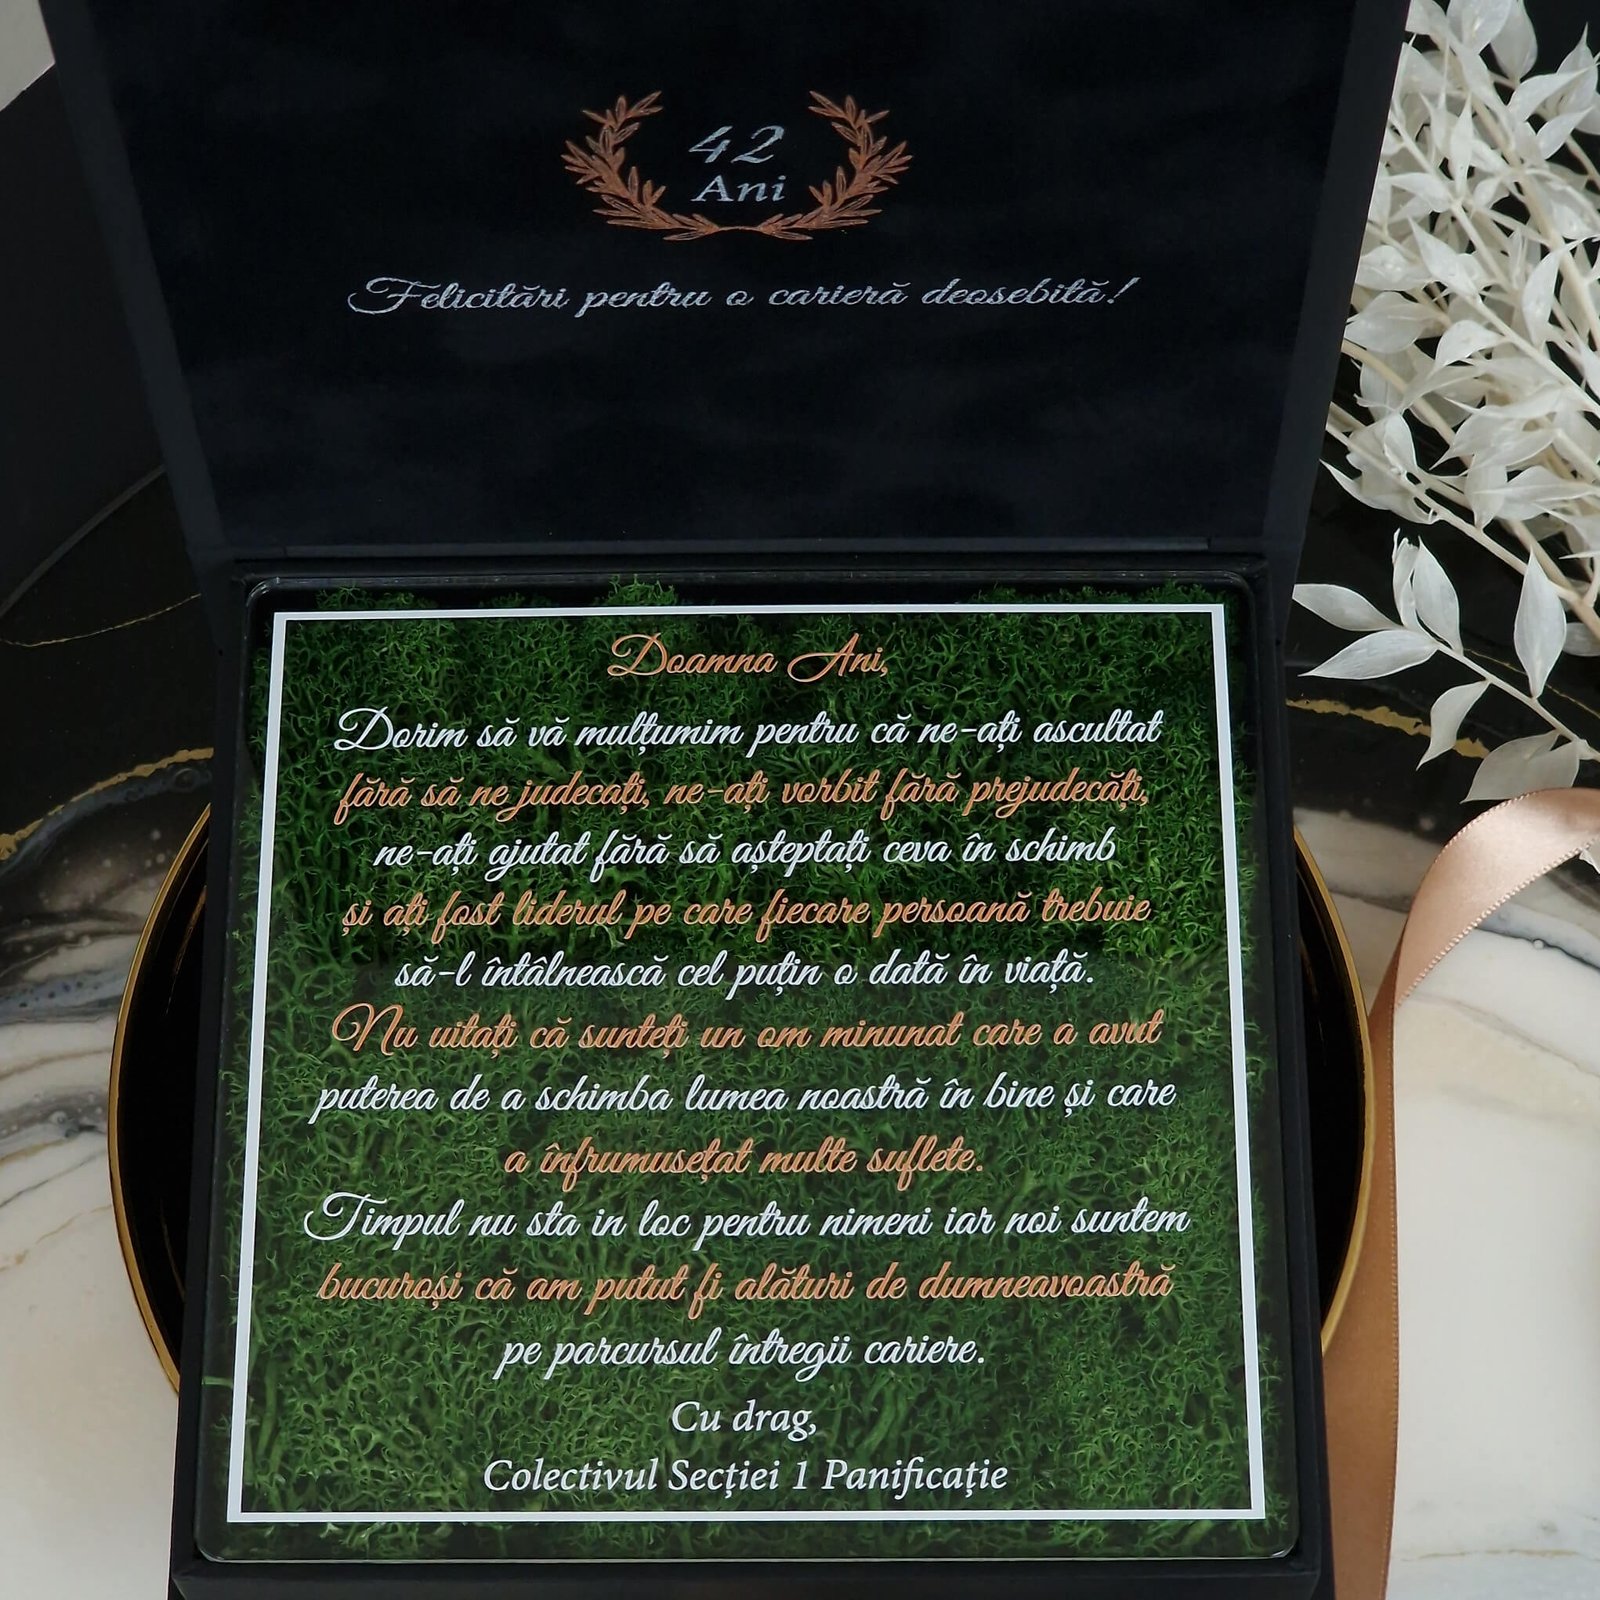 42
Ani
Felicitări pentru o carieră deosebită!
Doamna Ani,
Dorim să vă mulțumim pentru că ne-ați ascultat
fără să ne judecați, ne-ați vorbit fără prejudecăți,
ne-ați ajutat fără să așteptați ceva în schimb
și ați fost liderul pe care fiecare persoană trebuie
să-l întâlnească cel puțin o dată în viață.
Nu uitați că sunteți un om minunat care a avut
puterea de a schimba lumea noastră în bine și care
a înfrumusețat multe suflete.
Timpul nu sta in loc pentru nimeni iar noi suntem
bucuroși că am putut fi alături de dumneavoastră
pe parcursul întregii cariere.
Cu drag,
Colectivul Secției 1 Panificație